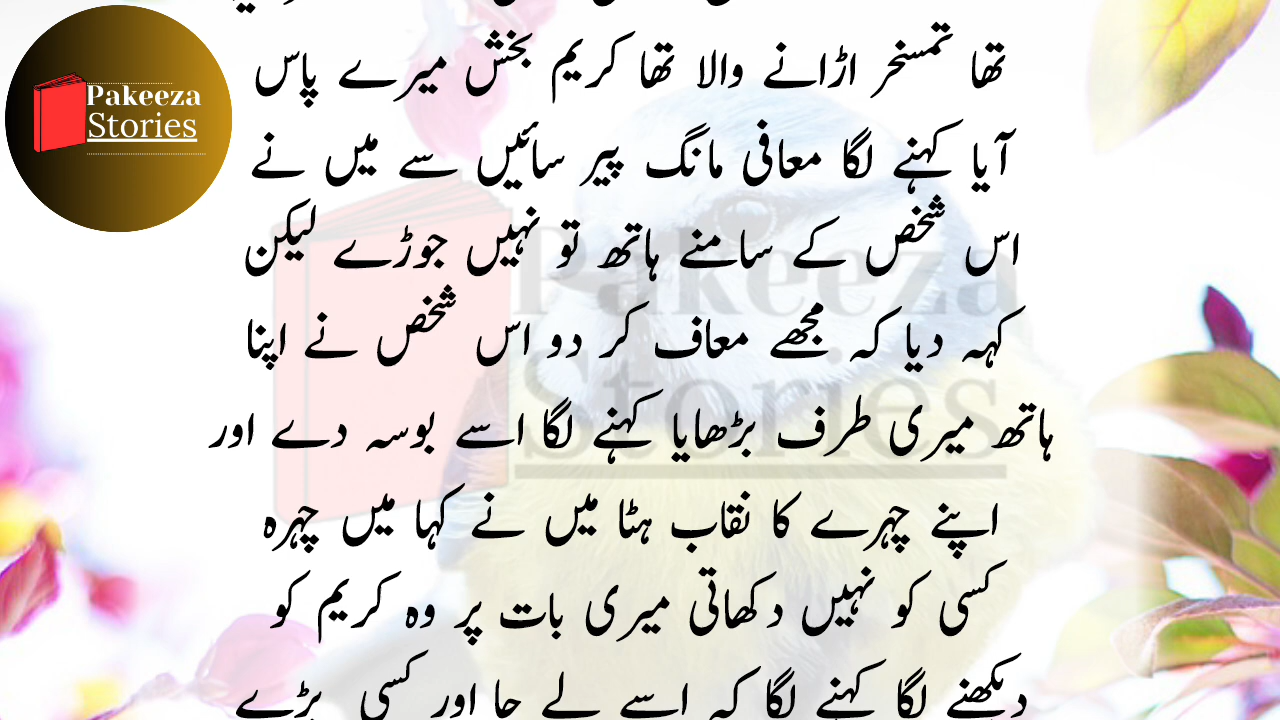 Pakeeza
Stories
تھا تمسخر اڑانے والا تھا کریم بخش میرے پاس
آیا کہنے لگا معافی مانگ پیر سائیں سے میں نے
اس شخص کے سامنے ہاتھ تو نہیں جوڑے لیکن
کہہ دیا کہ مجھے معاف کر دو اس شخص نے اپنا
ہاتھ میری طرف بڑھایا کہنے لگا اسے بوسہ دے اور
اپنے چہرے کا نقاب ہٹا میں نے کہا میں چہرہ
کسی کو نہیں دکھاتی میری بات پر وہ کریم کو
دیکھنے لگا کہنے لگا کہ اسے لے جا اور کسی بڑے
Pakeeza
Stories